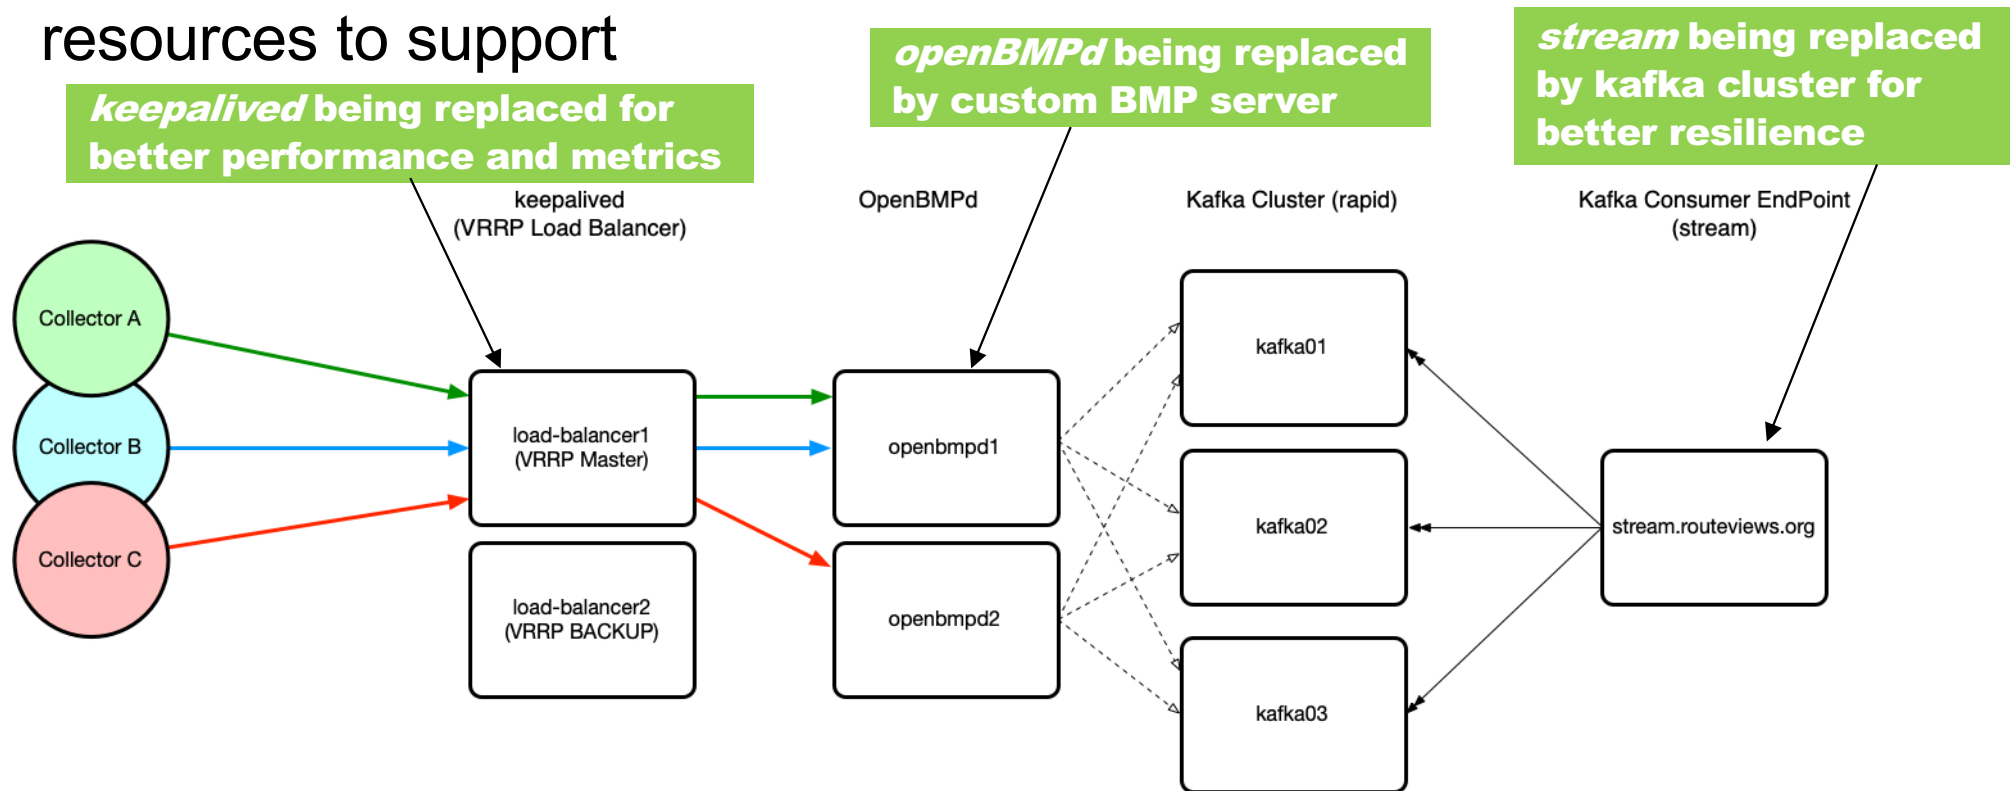 resources to support
keepalived being replaced for
better performance and metrics
openBMPd being replaced
by custom BMP server
stream being replaced
by kafka cluster for
better resilience
keepalived
(VRRP Load Balancer)
OpenBMPd
Kafka Cluster (rapid)
Kafka Consumer EndPoint
(stream)
Collector A
Collector B
Collector C
load-balancer1
(VRRP Master)
load-balancer2
(VRRP BACKUP)
openbmpd1
openbmpd2
kafka01
kafka02
kafka03
stream.routeviews.org